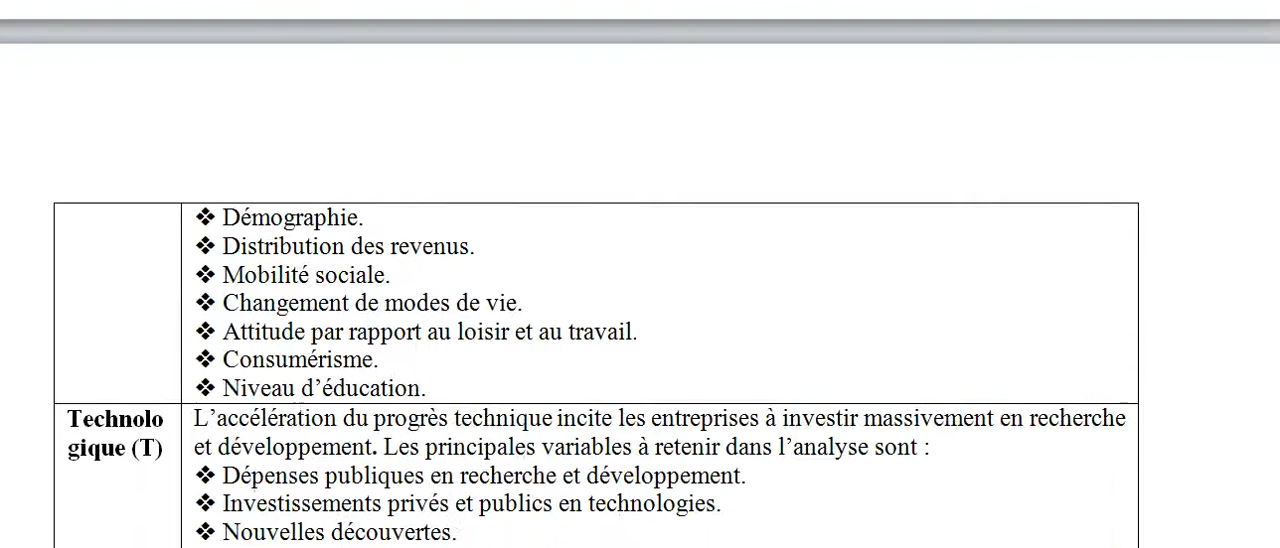 ❖ Démographie.
❖ Distribution des revenus.
❖ Mobilité sociale.
❖ Changement de modes de vie.
❖ Attitude par rapport au loisir et au travail.
❖ Consumérisme.
❖ Niveau d’éducation.
Technolo
gique (T)
L’accélération du progrès technique incite les entreprises à investir massivement en recherche
et développement. Les principales variables à retenir dans l’analyse sont :
❖ Dépenses publiques en recherche et développement.
❖ Investissements privés et publics en technologies.
❖ Nouvelles découvertes.